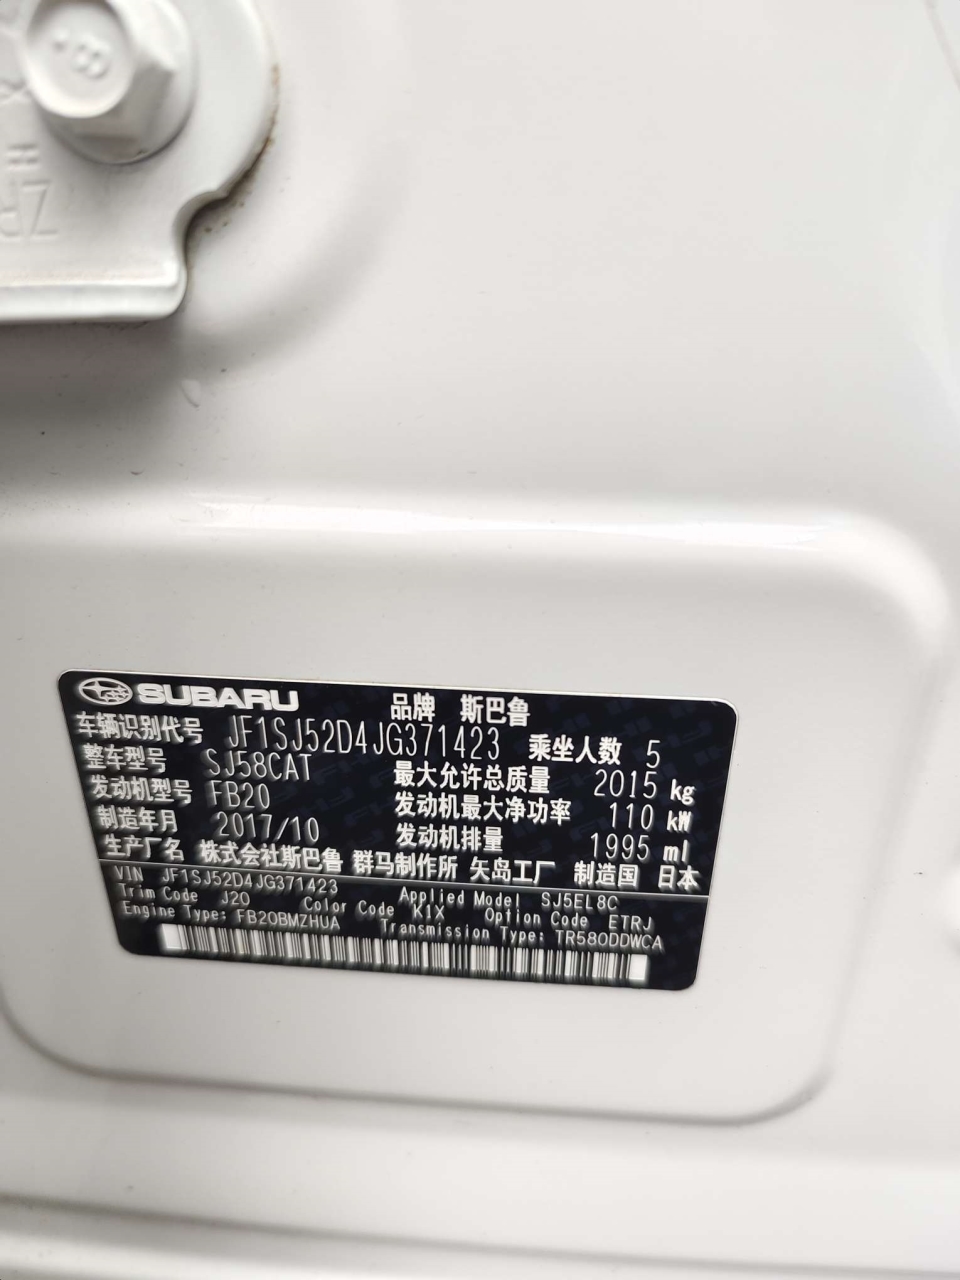 8.
ZR
H
SUBARU 品牌 斯巴鲁
车辆识别代号 JF1SJ52D4JG371423 乘坐人数 5
整车型号 SJ58CAT 最大允许总质量 2015 kg
发动机型号 FB20 发动机最大净功率 110 kW
制造年月 2017/10 发动机排量 1995 ml
生产厂名 株式会社斯巴鲁 群马制作所 矢岛工厂 制造国 日本
VIN JF1SJ52D4JG371423 Applied Model SJ5EL8C
Trim Code J20 Color Code K1X Option Code ETRJ
Engine Type: FB20BMZHUA Transmission Type: TR580DDWCA